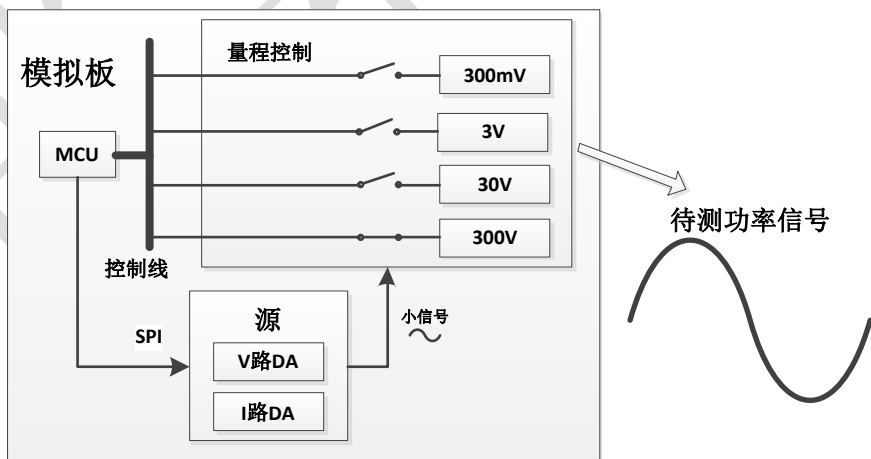 量程控制
模拟板
300mV
3V
MCU
30V
300V
待测功率信号
控制线
源
小信号
SPI
V路DA
I路DA